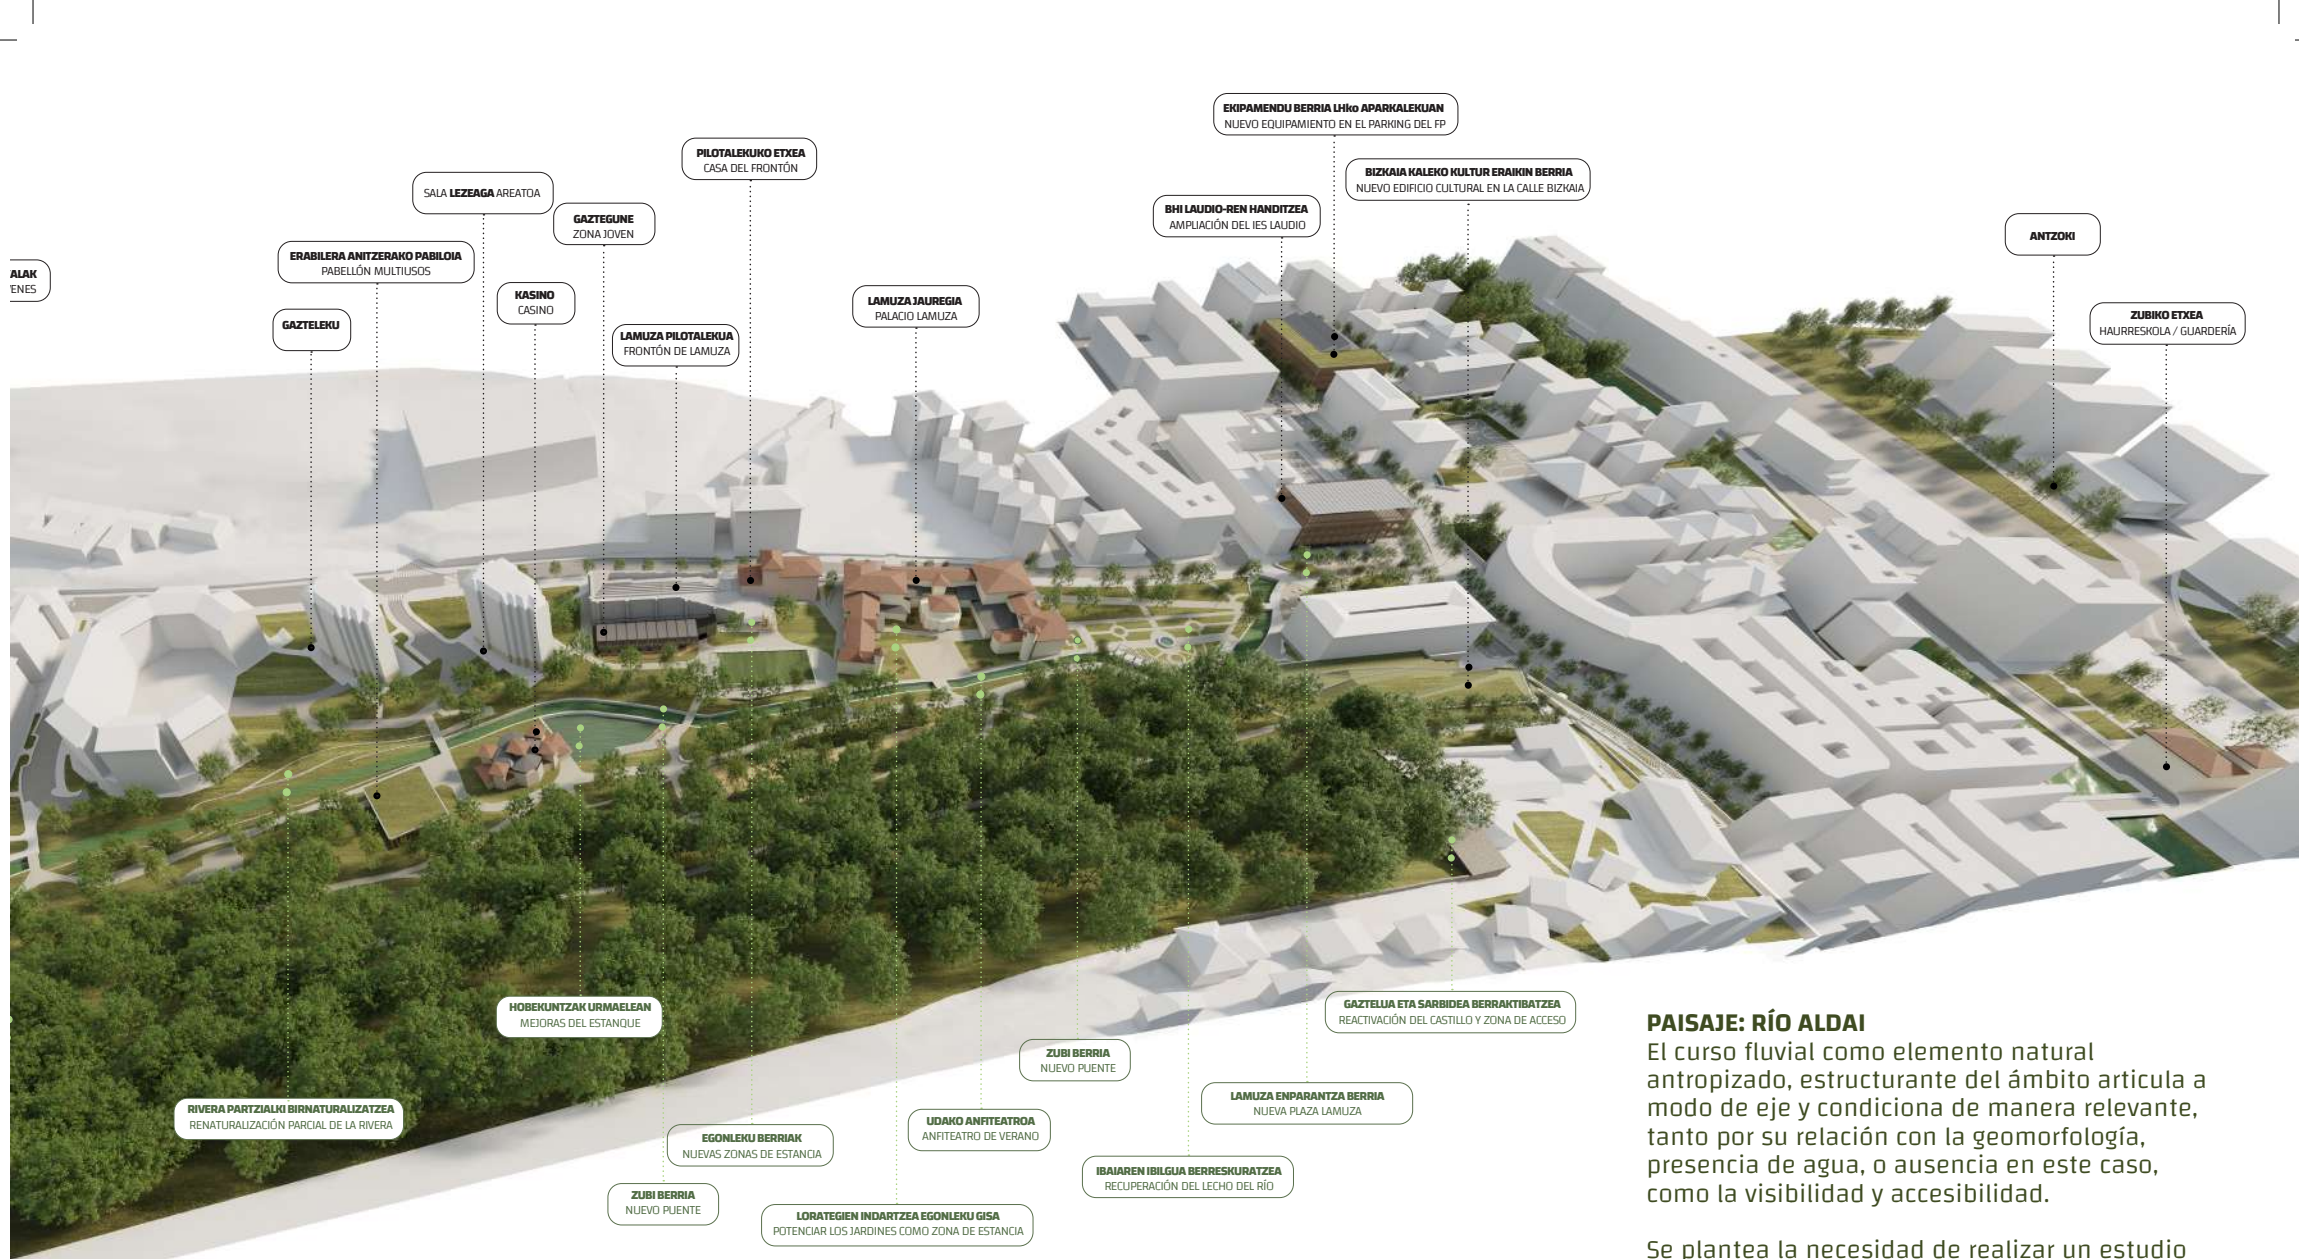 EKIPAMENDU BERRIA LHko APARKALEKUAN
NUEVO EQUIPAMIENTO EN EL PARKING DEL FP
PILOTALEKUKO ETXEA
CASA DEL FRONTÓN
BIZKAIA KALEKO KULTUR ERAIKIN BERRIA
NUEVO EDIFICIO CULTURAL EN LA CALLE BIZKAIA
SALA LEZEAGA AREATOA
GAZTEGUNE
ZONA JOVEN
BHI LAUDIO-REN HANDITZEA
AMPLIACIÓN DEL IES LAUDIO
ANTZOKI
ERABILERA ANITZERAKO PABILOIA
PABELLÓN MULTIUSOS
ALAK
VENES
KASINO
CASINO
LAMUZA JAUREGIA
PALACIO LAMUZA
ZUBIKO ETXEA
HAURRESKOLA / GUARDERÍA
GAZTELEKU
LAMUZA PILOTALEKUA
FRONTÓN DE LAMUZA
HOBEKUNTZAK URMAELEAN
MEJORAS DEL ESTANQUE
GAZTELUA ETA SARBIDEA BERRAKTIBATZEA
REACTIVACIÓN DEL CASTILLO Y ZONA DE ACCESO
ZUBI BERRIA
NUEVO PUENTE
LAMUZA ENPARANTZA BERRIA
NUEVA PLAZA LAMUZA
RIVERA PARTZIALKI BIRNATURALIZATZEA
RENATURALIZACIÓN PARCIAL DE LA RIVERA
UDAKO ANFITEATROA
ANFITEATRO DE VERANO
EGONLEKU BERRIAK
NUEVAS ZONAS DE ESTANCIA
IBAIAREN IBILGUA BERRESKURATZEA
RECUPERACIÓN DEL LECHO DEL RÍO
ZUBI BERRIA
NUEVO PUENTE
LORATEGIEN INDARTZEA EGONLEKU GISA
POTENCIAR LOS JARDINES COMO ZONA DE ESTANCIA
PAISAJE: RÍO ALDAI
El curso fluvial como elemento natural
antropizado, estructurante del ámbito articula a
modo de eje y condiciona de manera relevante,
tanto por su relación con la geomorfología,
presencia de agua, o ausencia en este caso,
como la visibilidad y accesibilidad.
Se plantea la necesidad de realizar un estudio